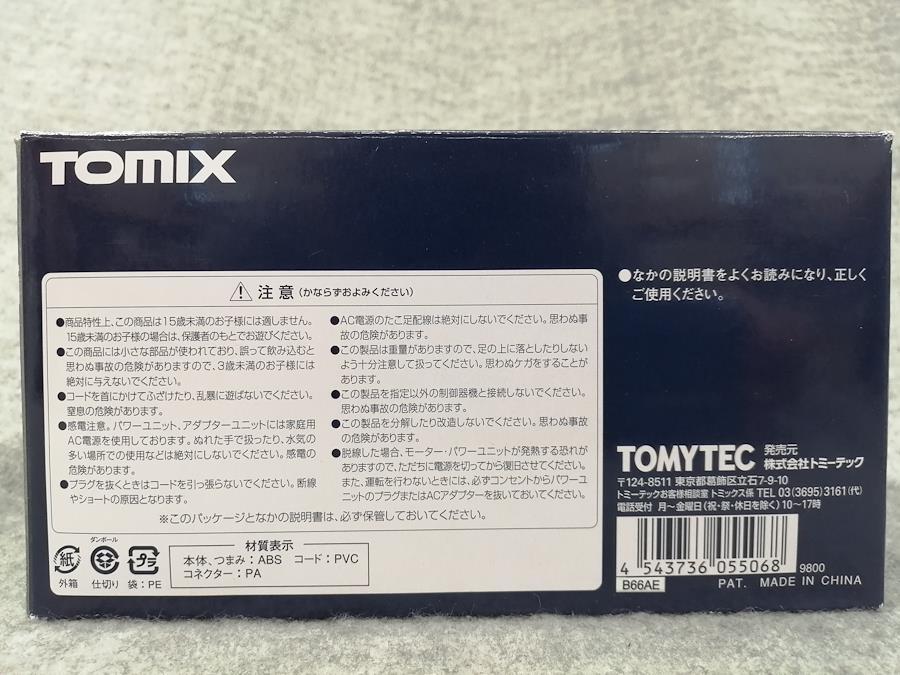 TOMIX
注意(かならずおよみください)
●商品特性上、この商品は15歳未満のお子様には適しません。
15歳未満のお子様の場合は、保護者のもとでお遊びください。
●この商品には小さな部品が使われており、誤って飲み込むと
思わぬ事故の危険がありますので、3歳未満のお子様には
絶対に与えないでください。
●コードを首にかけてふざけたり、乱暴に遊ばないでください。
窒息の危険があります。
●感電注意。パワーユニット、アダプターユニットには家庭用
AC電源を使用しております。ぬれた手で扱ったり、水気の
多い場所での使用などは絶対にしないでください。感電の
危険があります。
●プラグを抜くときはコードを引っ張らないでください。断線
やショートの原因となります。
●AC電源のたこ足配線は絶対にしないでください。思わぬ事
故の危険があります。
●この製品は重量がありますので、足の上に落としたりしない
よう十分注意して扱ってください。思わぬケガをすることが
あります。
●この製品を指定以外の制御器機と接続しないでください。
思わぬ事故の危険があります。
●この製品を分解したり改造しないでください。思わぬ事故
の危険があります。
●脱線した場合、モーター・パワーユニットが発熱する恐れが
ありますので、ただちに電源を切ってから復旧させてください。
また、運転を行わないときには、必ずコンセントからパワーユ
ニットのプラグまたはACアダプターを抜いておいてください。
※このパッケージとなかの説明書は、必ず保管しておいてください。
紙
外箱
ダンボール
仕切り
プラ
袋:PE
材質表示
本体、つまみ:ABS コード:PVC
コネクター:PA
●なかの説明書をよくお読みになり、正しく
ご使用ください。
TOMYTEC 発売元 株式会社トミーテック
〒124-8511 東京都葛飾区立石7-9-10
トミーテックお客様相談室 トミックス係 TEL 03(3695)3161(代)
電話受付 月〜金曜日(祝・祭・休日を除く)10〜17時
4 543736 055068
9800
B66AE
PAT. MADE IN CHINA